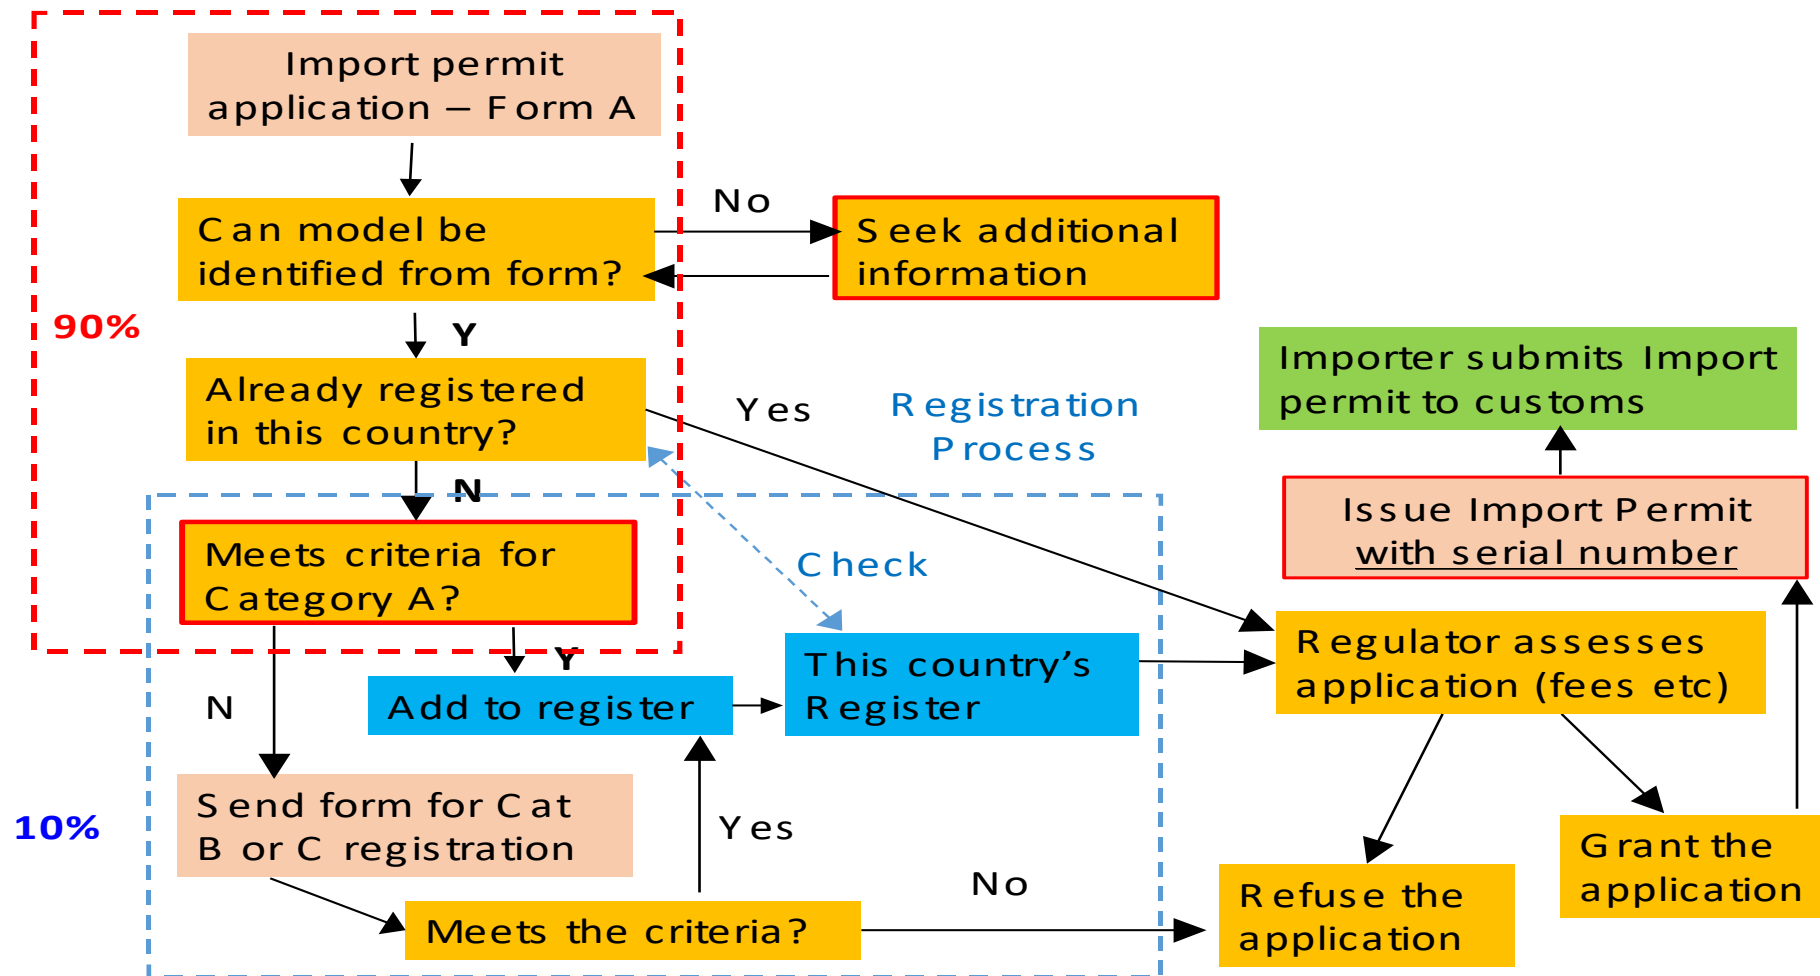 Import permit
application – Form A
Can model be
identified from form?
No
Seek additional
information
90%
Y
Already registered
in this country?
Yes
Registration
Process
Importer submits Import
permit to customs
N
Issue Import Permit
with serial number
Meets criteria for
Category A?
Check
Y
Add to register
This country’s
Register
Regulator assesses
application (fees etc)
N
10%
Send form for Cat
B or C registration
Yes
Grant the
application
Meets the criteria?
No
Refuse the
application